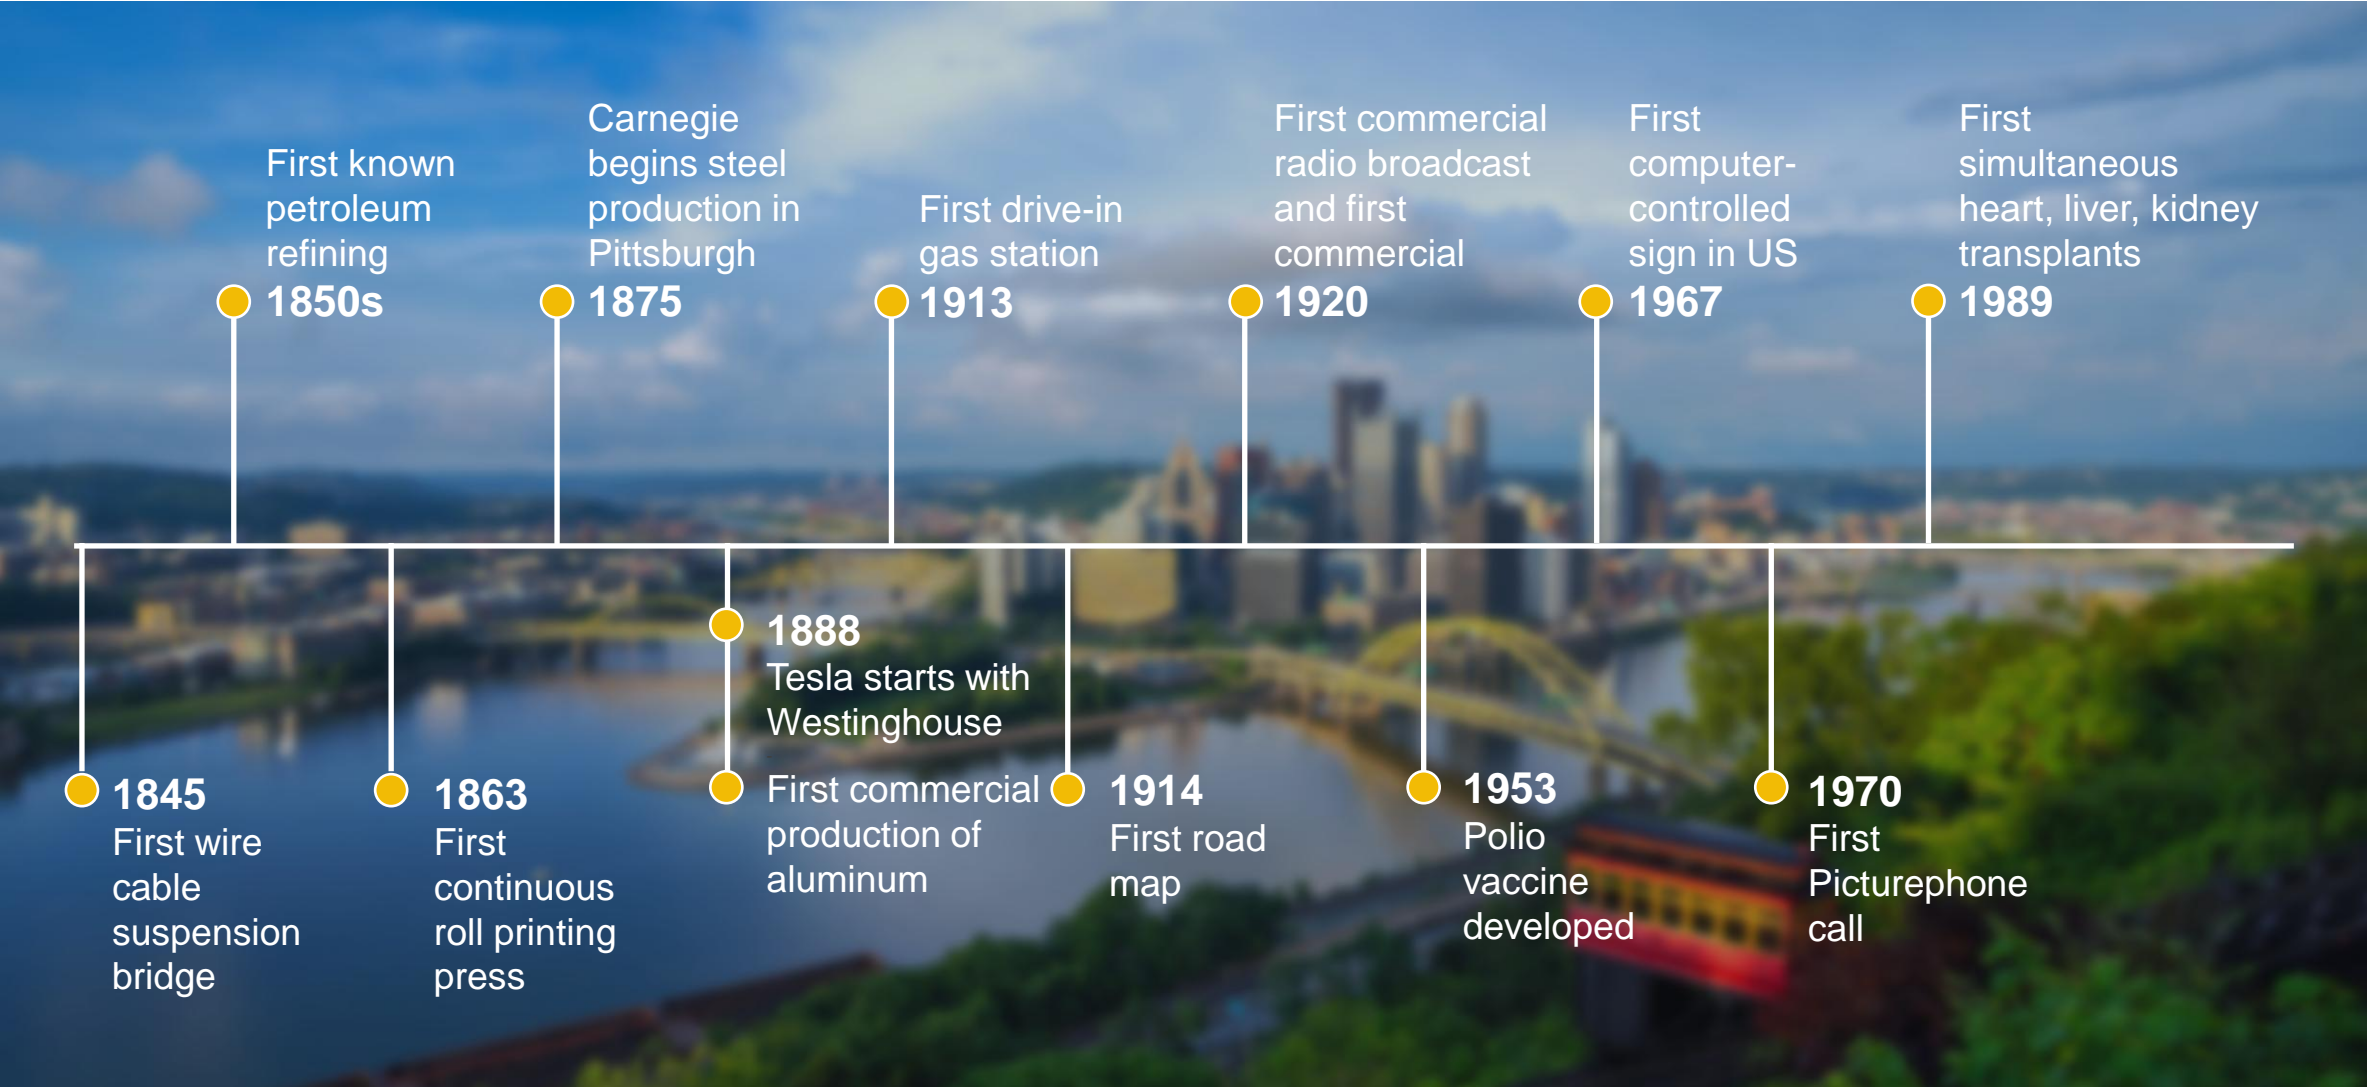 First known
petroleum
refining
1850s
Carnegie
begins steel
production in
Pittsburgh
1875
First drive-in
gas station
1913
First commercial
radio broadcast
and first
commercial
1920
First
computer-
controlled
sign in US
1967
First
simultaneous
heart, liver, kidney
transplants
1989
1845
First wire
cable
suspension
bridge
1863
First
continuous
roll printing
press
1888
Tesla starts with
Westinghouse
First commercial
production of
aluminum
1914
First road
map
1953
Polio
vaccine
developed
1970
First
Picturephone
call